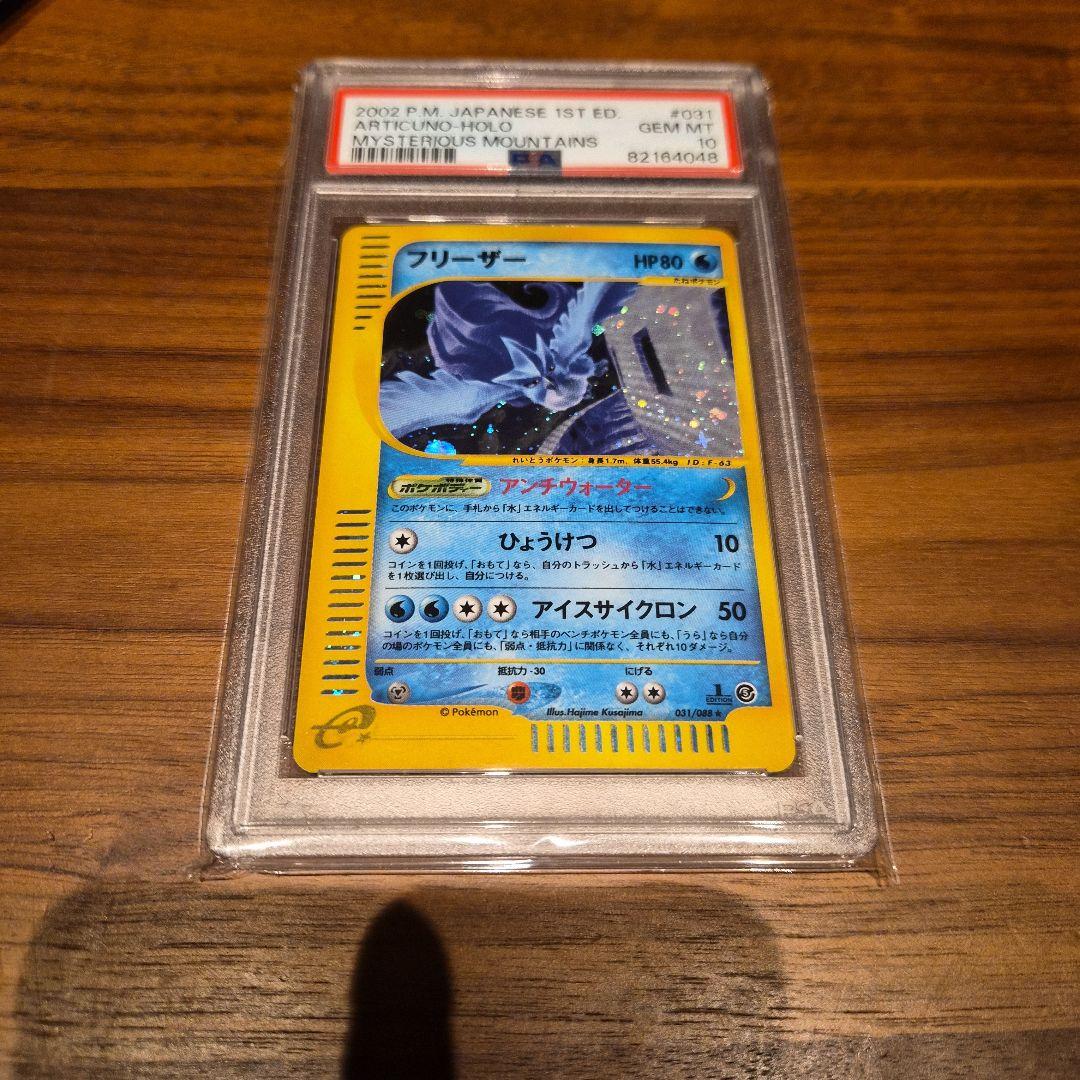 2002 P.M. JAPANESE 1ST ED. #031
ARTICUNO-HOLO GEM MT
MYSTERIOUS MOUNTAINS 10
PSA 82164048
フリーザー HP80
たねポケモン
れいとうポケモン・身長1.7m、体重55.4kg ID:F-63
特殊体質
ポケボディー アンチウォーター
このポケモンに、手札から「水」エネルギーカードを出してつけることはできない。
ひょうけつ 10
コインを1回投げ、「おもて」なら、自分のトラッシュから「水」エネルギーカード
を1枚選び出し、自分につける。
アイスサイクロン 50
コインを1回投げ、「おもて」なら相手のベンチポケモン全員にも、「うら」なら自分
の場のポケモン全員にも、「弱点・抵抗力」に関係なく、それぞれ10ダメージ。
弱点 抵抗力-30 にげる
1 EDITION
© Pokémon Illus.Hajime Kusajima 031/088★